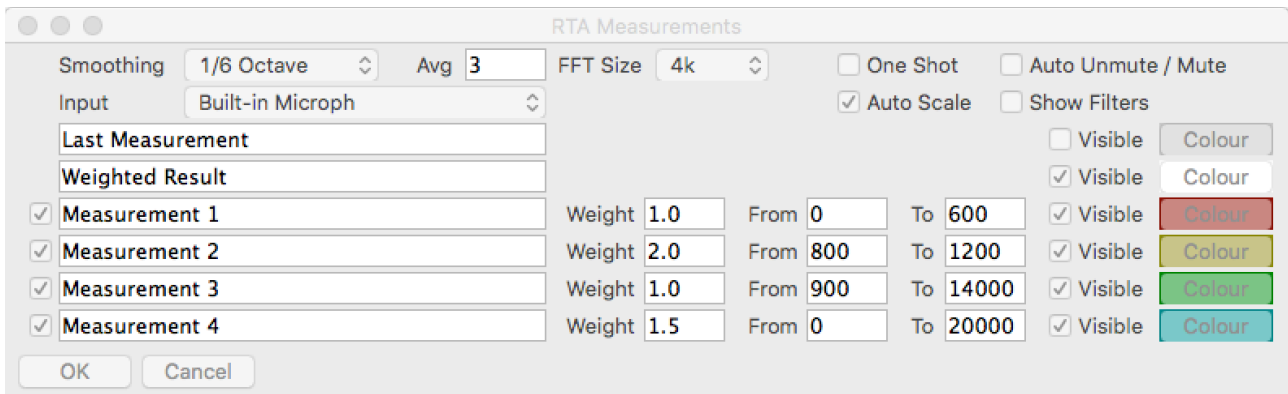 RTA Measurements
Smoothing 1/6 Octave Avg 3 FFT Size 4k One Shot Auto Unmute / Mute
Input Built-in Microph Auto Scale Show Filters
Last Measurement Visible Colour
Weighted Result Visible Colour
Measurement 1 Weight 1.0 From 0 To 600 Visible Colour
Measurement 2 Weight 2.0 From 800 To 1200 Visible Colour
Measurement 3 Weight 1.0 From 900 To 14000 Visible Colour
Measurement 4 Weight 1.5 From 0 To 20000 Visible Colour
OK Cancel